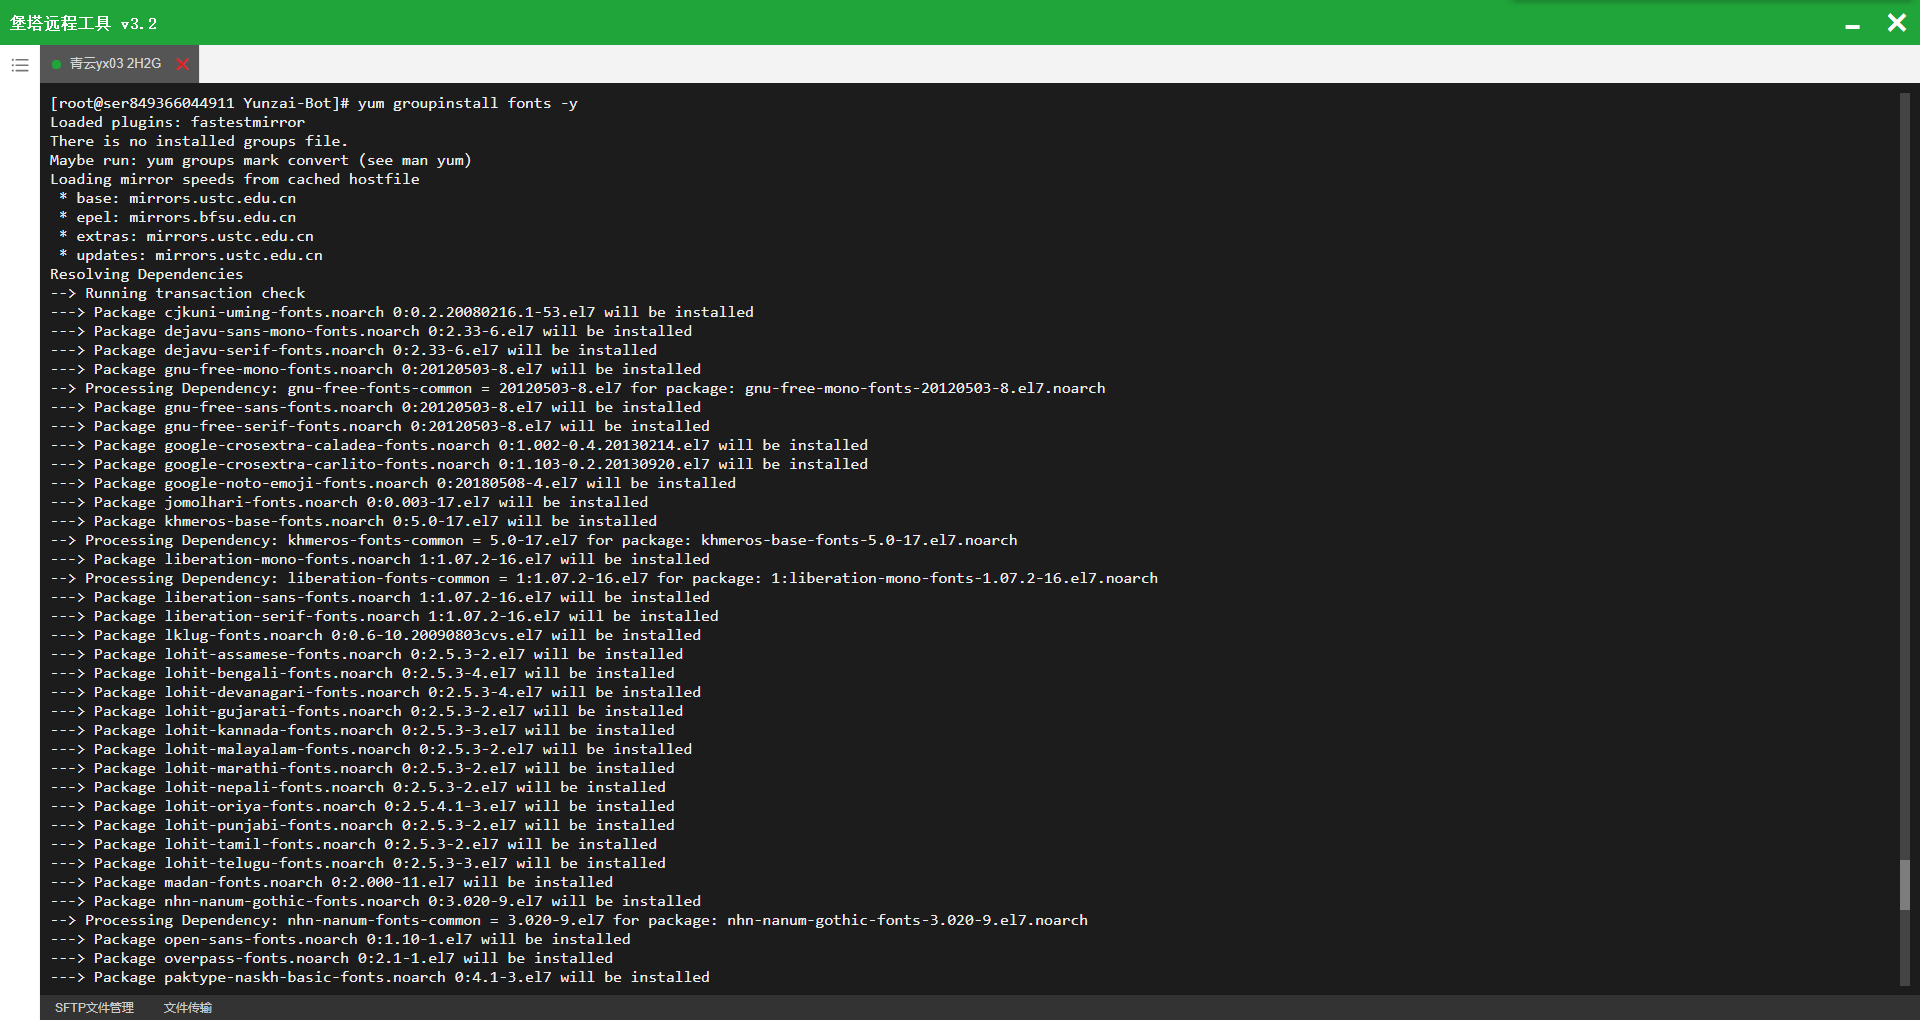 堡塔远程工具 v3.2
青云yx03 2H2G
[root@ser849366044911 Yunzai-Bot]# yum groupinstall fonts -y
Loaded plugins: fastestmirror
There is no installed groups file.
Maybe run: yum groups mark convert (see man yum)
Loading mirror speeds from cached hostfile
 * base: mirrors.ustc.edu.cn
 * epel: mirrors.bfsu.edu.cn
 * extras: mirrors.ustc.edu.cn
 * updates: mirrors.ustc.edu.cn
Resolving Dependencies
--> Running transaction check
---> Package cjkuni-uming-fonts.noarch 0:0.2.20080216.1-53.el7 will be installed
---> Package dejavu-sans-mono-fonts.noarch 0:2.33-6.el7 will be installed
---> Package dejavu-serif-fonts.noarch 0:2.33-6.el7 will be installed
---> Package gnu-free-mono-fonts.noarch 0:20120503-8.el7 will be installed
--> Processing Dependency: gnu-free-fonts-common = 20120503-8.el7 for package: gnu-free-mono-fonts-20120503-8.el7.noarch
---> Package gnu-free-sans-fonts.noarch 0:20120503-8.el7 will be installed
---> Package gnu-free-serif-fonts.noarch 0:20120503-8.el7 will be installed
---> Package google-crosextra-caladea-fonts.noarch 0:1.002-0.4.20130214.el7 will be installed
---> Package google-crosextra-carlito-fonts.noarch 0:1.103-0.2.20130920.el7 will be installed
---> Package google-noto-emoji-fonts.noarch 0:20180508-4.el7 will be installed
---> Package jomolhari-fonts.noarch 0:0.003-17.el7 will be installed
---> Package khmeros-base-fonts.noarch 0:5.0-17.el7 will be installed
--> Processing Dependency: khmeros-fonts-common = 5.0-17.el7 for package: khmeros-base-fonts-5.0-17.el7.noarch
---> Package liberation-mono-fonts.noarch 1:1.07.2-16.el7 will be installed
--> Processing Dependency: liberation-fonts-common = 1:1.07.2-16.el7 for package: 1:liberation-mono-fonts-1.07.2-16.el7.noarch
---> Package liberation-sans-fonts.noarch 1:1.07.2-16.el7 will be installed
---> Package liberation-serif-fonts.noarch 1:1.07.2-16.el7 will be installed
---> Package lklug-fonts.noarch 0:0.6-10.20090803cvs.el7 will be installed
---> Package lohit-assamese-fonts.noarch 0:2.5.3-2.el7 will be installed
---> Package lohit-bengali-fonts.noarch 0:2.5.3-4.el7 will be installed
---> Package lohit-devanagari-fonts.noarch 0:2.5.3-4.el7 will be installed
---> Package lohit-gujarati-fonts.noarch 0:2.5.3-2.el7 will be installed
---> Package lohit-kannada-fonts.noarch 0:2.5.3-3.el7 will be installed
---> Package lohit-malayalam-fonts.noarch 0:2.5.3-2.el7 will be installed
---> Package lohit-marathi-fonts.noarch 0:2.5.3-2.el7 will be installed
---> Package lohit-nepali-fonts.noarch 0:2.5.3-2.el7 will be installed
---> Package lohit-oriya-fonts.noarch 0:2.5.4.1-3.el7 will be installed
---> Package lohit-punjabi-fonts.noarch 0:2.5.3-2.el7 will be installed
---> Package lohit-tamil-fonts.noarch 0:2.5.3-2.el7 will be installed
---> Package lohit-telugu-fonts.noarch 0:2.5.3-3.el7 will be installed
---> Package madan-fonts.noarch 0:2.000-11.el7 will be installed
---> Package nhn-nanum-gothic-fonts.noarch 0:3.020-9.el7 will be installed
--> Processing Dependency: nhn-nanum-fonts-common = 3.020-9.el7 for package: nhn-nanum-gothic-fonts-3.020-9.el7.noarch
---> Package open-sans-fonts.noarch 0:1.10-1.el7 will be installed
---> Package overpass-fonts.noarch 0:2.1-1.el7 will be installed
---> Package paktype-naskh-basic-fonts.noarch 0:4.1-3.el7 will be installed
SFTP文件管理 文件传输